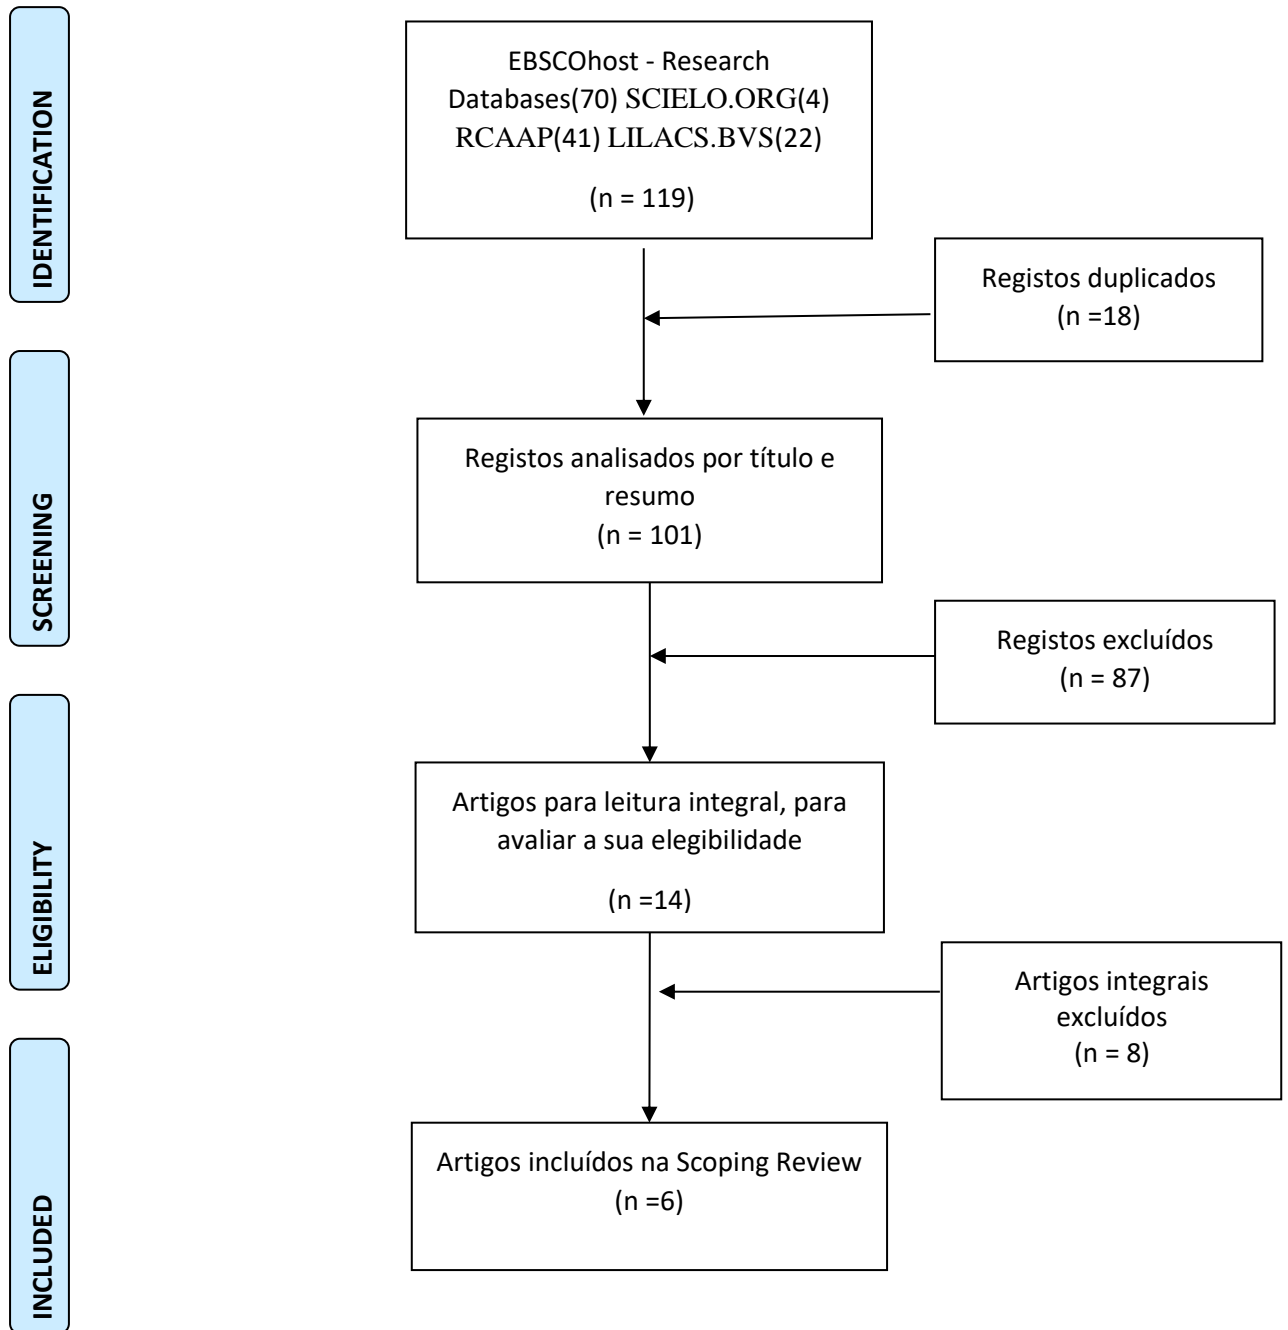 IDENTIFICATION
EBSCOhost - Research
Databases(70) SCIELO.ORG(4)
RCAAP(41) LILACS.BVS(22)
(n = 119)
Registos duplicados
(n =18)
SCREENING
Registos analisados por título e
resumo
(n = 101)
Registos excluídos
(n = 87)
ELIGIBILITY
Artigos para leitura integral, para
avaliar a sua elegibilidade
(n =14)
Artigos integrais
excluídos
(n = 8)
INCLUDED
Artigos incluídos na Scoping Review
(n =6)